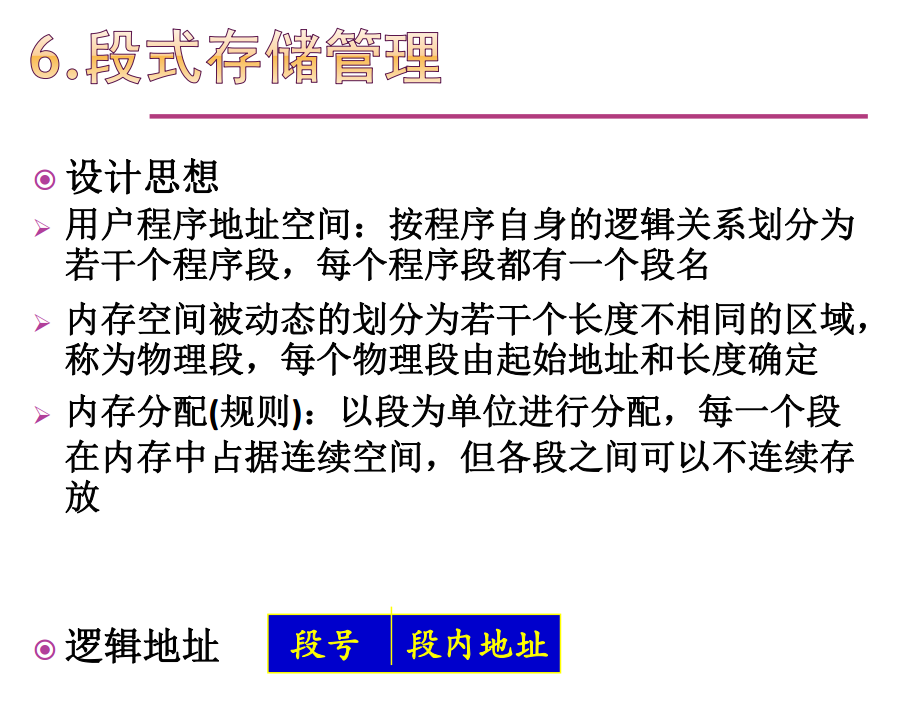 6.段式存储管理
设计思想
用户程序地址空间：按程序自身的逻辑关系划分为
若干个程序段，每个程序段都有一个段名
内存空间被动态的划分为若干个长度不相同的区域，
称为物理段，每个物理段由起始地址和长度确定
内存分配(规则)：以段为单位进行分配，每一个段
在内存中占据连续空间，但各段之间可以不连续存
放
逻辑地址 段号 段内地址